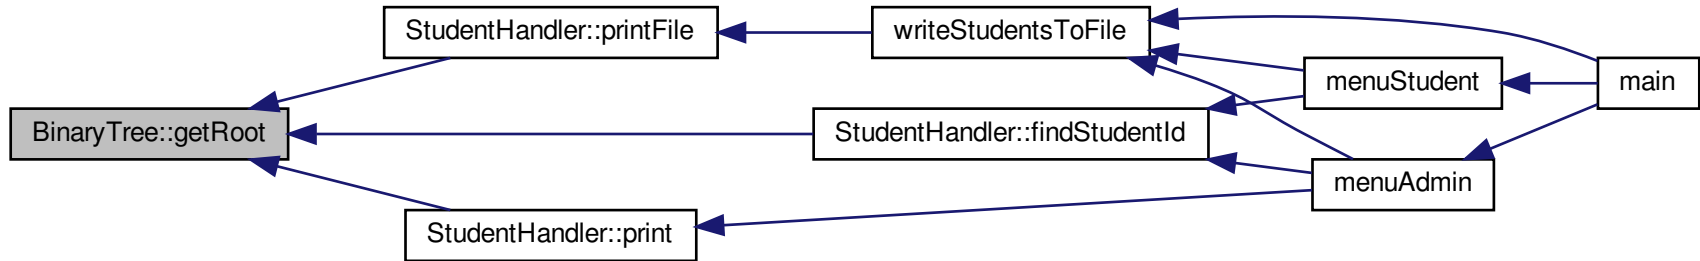 StudentHandler::printFile
writeStudentsToFile
menuStudent
main
BinaryTree::getRoot
StudentHandler::findStudentId
menuAdmin
StudentHandler::print